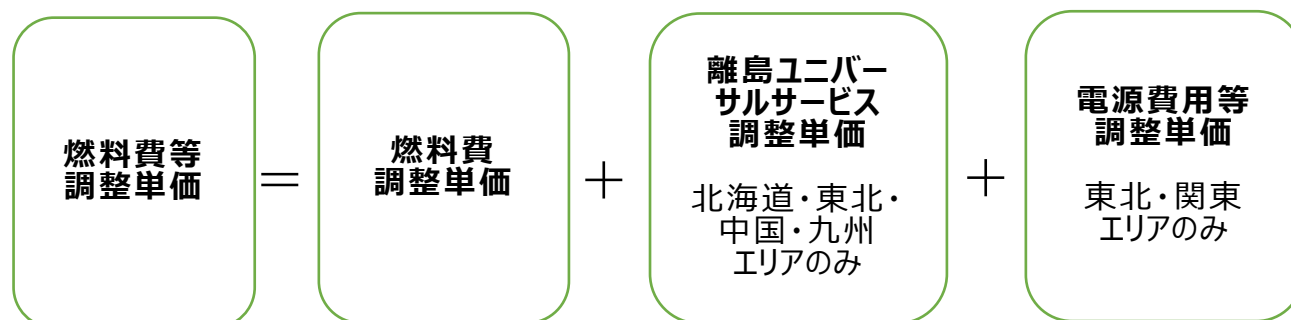 燃料費等
調整単価
＝
燃料費
調整単価
＋
離島ユニバー
サルサービス
調整単価
北海道・東北・
中国・九州
エリアのみ
＋
電源費用等
調整単価
東北・関東
エリアのみ